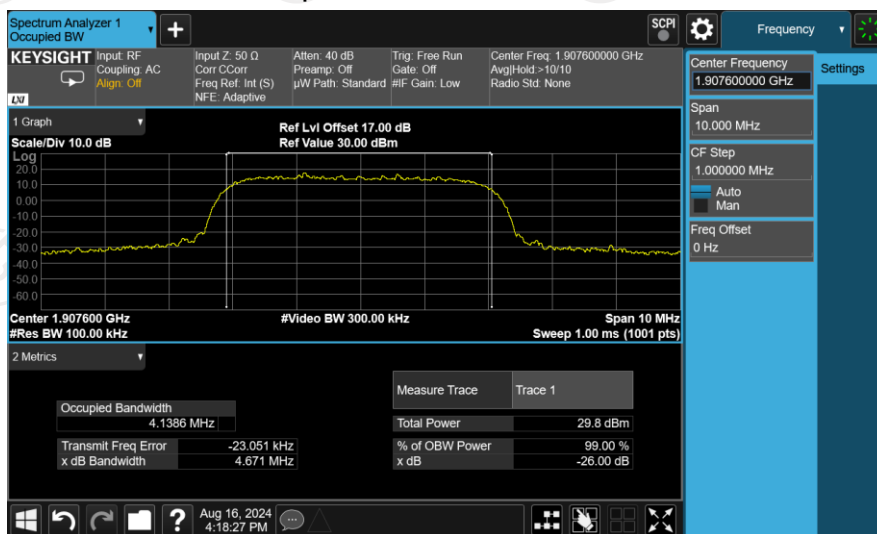 Spectrum Analyzer 1
Occupied BW
+
SCPI
Frequency
KEYSIGHT
Input: RF
Coupling: AC
Align: Off
Input Z: 50 Ω
Corr CCorr
Freq Ref: Int (S)
NFE: Adaptive
Atten: 40 dB
Preamp: Off
µW Path: Standard
Trig: Free Run
Gate: Off
#IF Gain: Low
Center Freq: 1.907600000 GHz
Avg|Hold:>10/10
Radio Std: None
LXI
Center Frequency
1.907600000 GHz
Settings
Span
10.000 MHz
CF Step
1.000000 MHz
Auto
Man
Freq Offset
0 Hz
1 Graph
Scale/Div 10.0 dB
Ref Lvl Offset 17.00 dB
Ref Value 30.00 dBm
Log
20.0
10.0
0.00
-10.0
-20.0
-30.0
-40.0
-50.0
-60.0
Center 1.907600 GHz
#Video BW 300.00 kHz
Span 10 MHz
#Res BW 100.00 kHz
Sweep 1.00 ms (1001 pts)
2 Metrics
Measure Trace Trace 1
Occupied Bandwidth
4.1386 MHz
Total Power 29.8 dBm
Transmit Freq Error -23.051 kHz
% of OBW Power 99.00 %
x dB Bandwidth 4.671 MHz
x dB -26.00 dB
?
Aug 16, 2024
4:18:27 PM